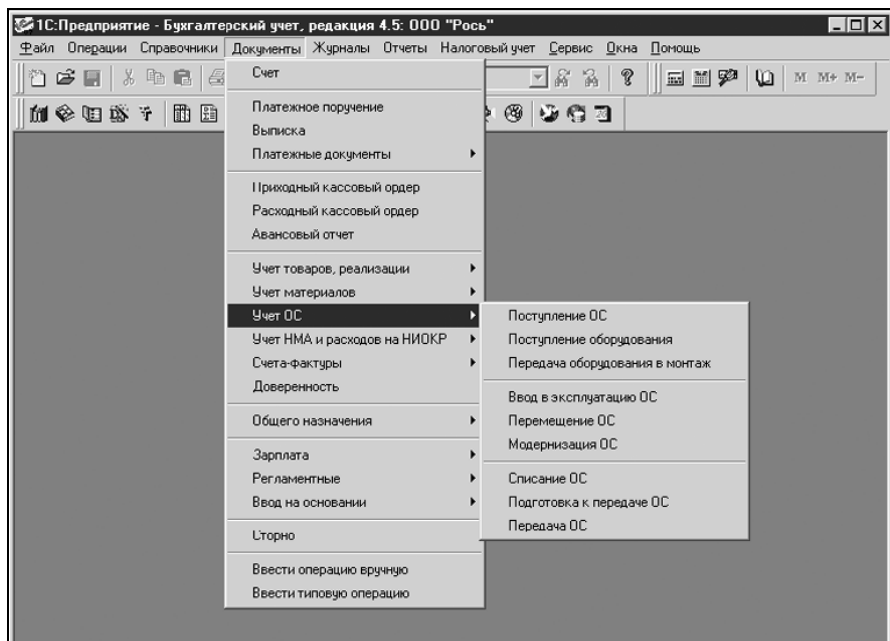 1С:Предприятие - Бухгалтерский учет, редакция 4.5: ООО "Рось"
Файл Операции Справочники Документы Журналы Отчеты Налоговый учет Сервис Окна Помощь
M M+ M-
Счет
Платежное поручение
Выписка
Платежные документы
Приходный кассовый ордер
Расходный кассовый ордер
Авансовый отчет
Учет товаров, реализации
Учет материалов
Учет ОС
Учет НМА и расходов на НИОКР
Счета-фактуры
Доверенность
Общего назначения
Зарплата
Регламентные
Ввод на основании
Сторно
Ввести операцию вручную
Ввести типовую операцию
Поступление ОС
Поступление оборудования
Передача оборудования в монтаж
Ввод в эксплуатацию ОС
Перемещение ОС
Модернизация ОС
Списание ОС
Подготовка к передаче ОС
Передача ОС